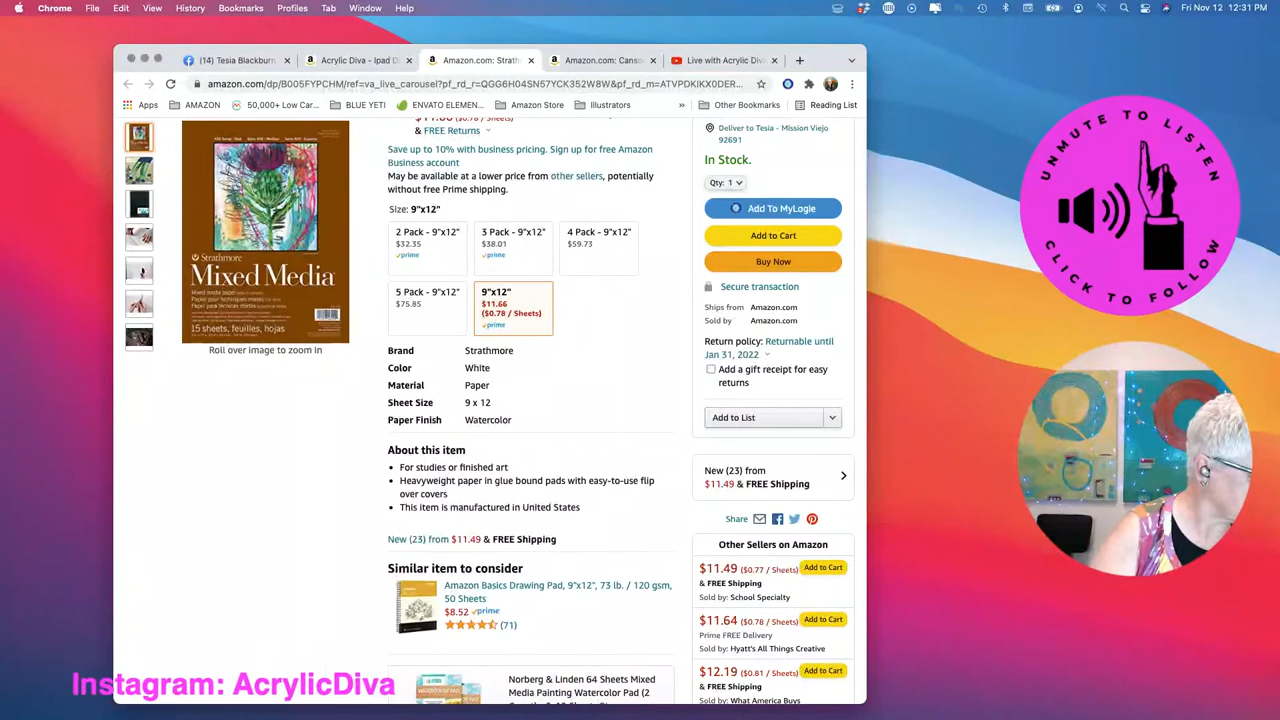 Chrome File Edit View History Bookmarks Profiles Tab Window Help
Fri Nov 12 12:31 PM
(14) Tesia Blackburn
Acrylic Diva - Ipad D
Amazon.com: Strath
Amazon.com: Canso
Live with Acrylic Diva
amazon.com/dp/B005FYPCHM/ref=va_live_carousel?pf_rd_r=QGG6H04SN57YCK352W8W&pf_rd_m=ATVPDKIKX0DER...
Apps
AMAZON
50,000+ Low Car...
BLUE YETI
ENVATO ELEMEN...
Amazon Store
Illustrators
»
Other Bookmarks
Reading List
& FREE Returns
Save up to 10% with business pricing. Sign up for free Amazon
Business account
May be available at a lower price from other sellers, potentially
without free Prime shipping.
Size: 9"x12"
2 Pack - 9"x12"
$32.35
prime
3 Pack - 9"x12"
$38.01
prime
4 Pack - 9"x12"
$59.73
5 Pack - 9"x12"
$75.85
9"x12"
$11.66
($0.78 / Sheets)
prime
Strathmore
Mixed Media
15 sheets, feuilles, hojas
Roll over image to zoom in
Brand Strathmore
Color White
Material Paper
Sheet Size 9 x 12
Paper Finish Watercolor
About this item
• For studies or finished art
• Heavyweight paper in glue bound pads with easy-to-use flip
over covers
• This item is manufactured in United States
New (23) from $11.49 & FREE Shipping
Similar item to consider
Amazon Basics Drawing Pad, 9"x12", 73 lb. / 120 gsm,
50 Sheets
$8.52 prime
(71)
Norberg & Linden 64 Sheets Mixed
Media Painting Watercolor Pad (2
Deliver to Tesia - Mission Viejo
92691
In Stock.
Qty: 1
Add To MyLogie
Add to Cart
Buy Now
Secure transaction
Ships from Amazon.com
Sold by Amazon.com
Return policy: Returnable until
Jan 31, 2022
Add a gift receipt for easy
returns
Add to List
New (23) from
$11.49 & FREE Shipping
Share
Other Sellers on Amazon
$11.49 ($0.77 / Sheets) Add to Cart
& FREE Shipping
Sold by: School Specialty
$11.64 ($0.78 / Sheets) Add to Cart
Prime FREE Delivery
Sold by: Hyatt's All Things Creative
$12.19 ($0.81 / Sheets) Add to Cart
& FREE Shipping
Sold by: What America Buys
UNMUTE TO LISTEN
CLICK TO FOLLOW
Instagram: AcrylicDiva